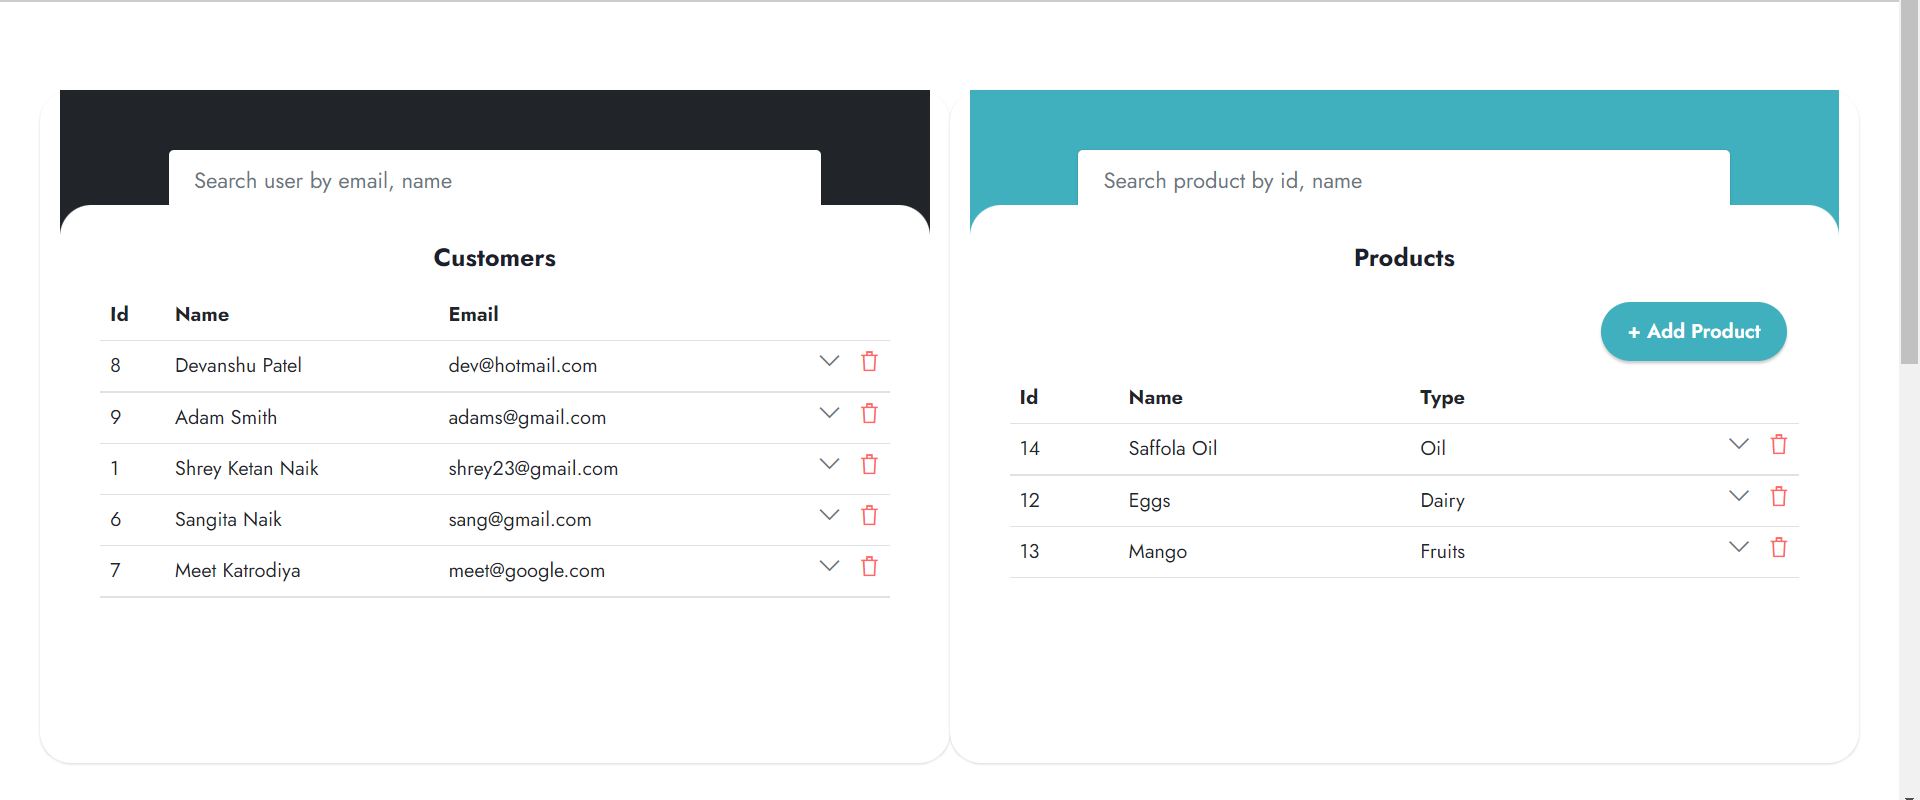 Search user by email, name
Customers
Id Name Email
8 Devanshu Patel dev@hotmail.com
9 Adam Smith adams@gmail.com
1 Shrey Ketan Naik shrey23@gmail.com
6 Sangita Naik sang@gmail.com
7 Meet Katrodiya meet@google.com
Search product by id, name
Products
+ Add Product
Id Name Type
14 Saffola Oil Oil
12 Eggs Dairy
13 Mango Fruits